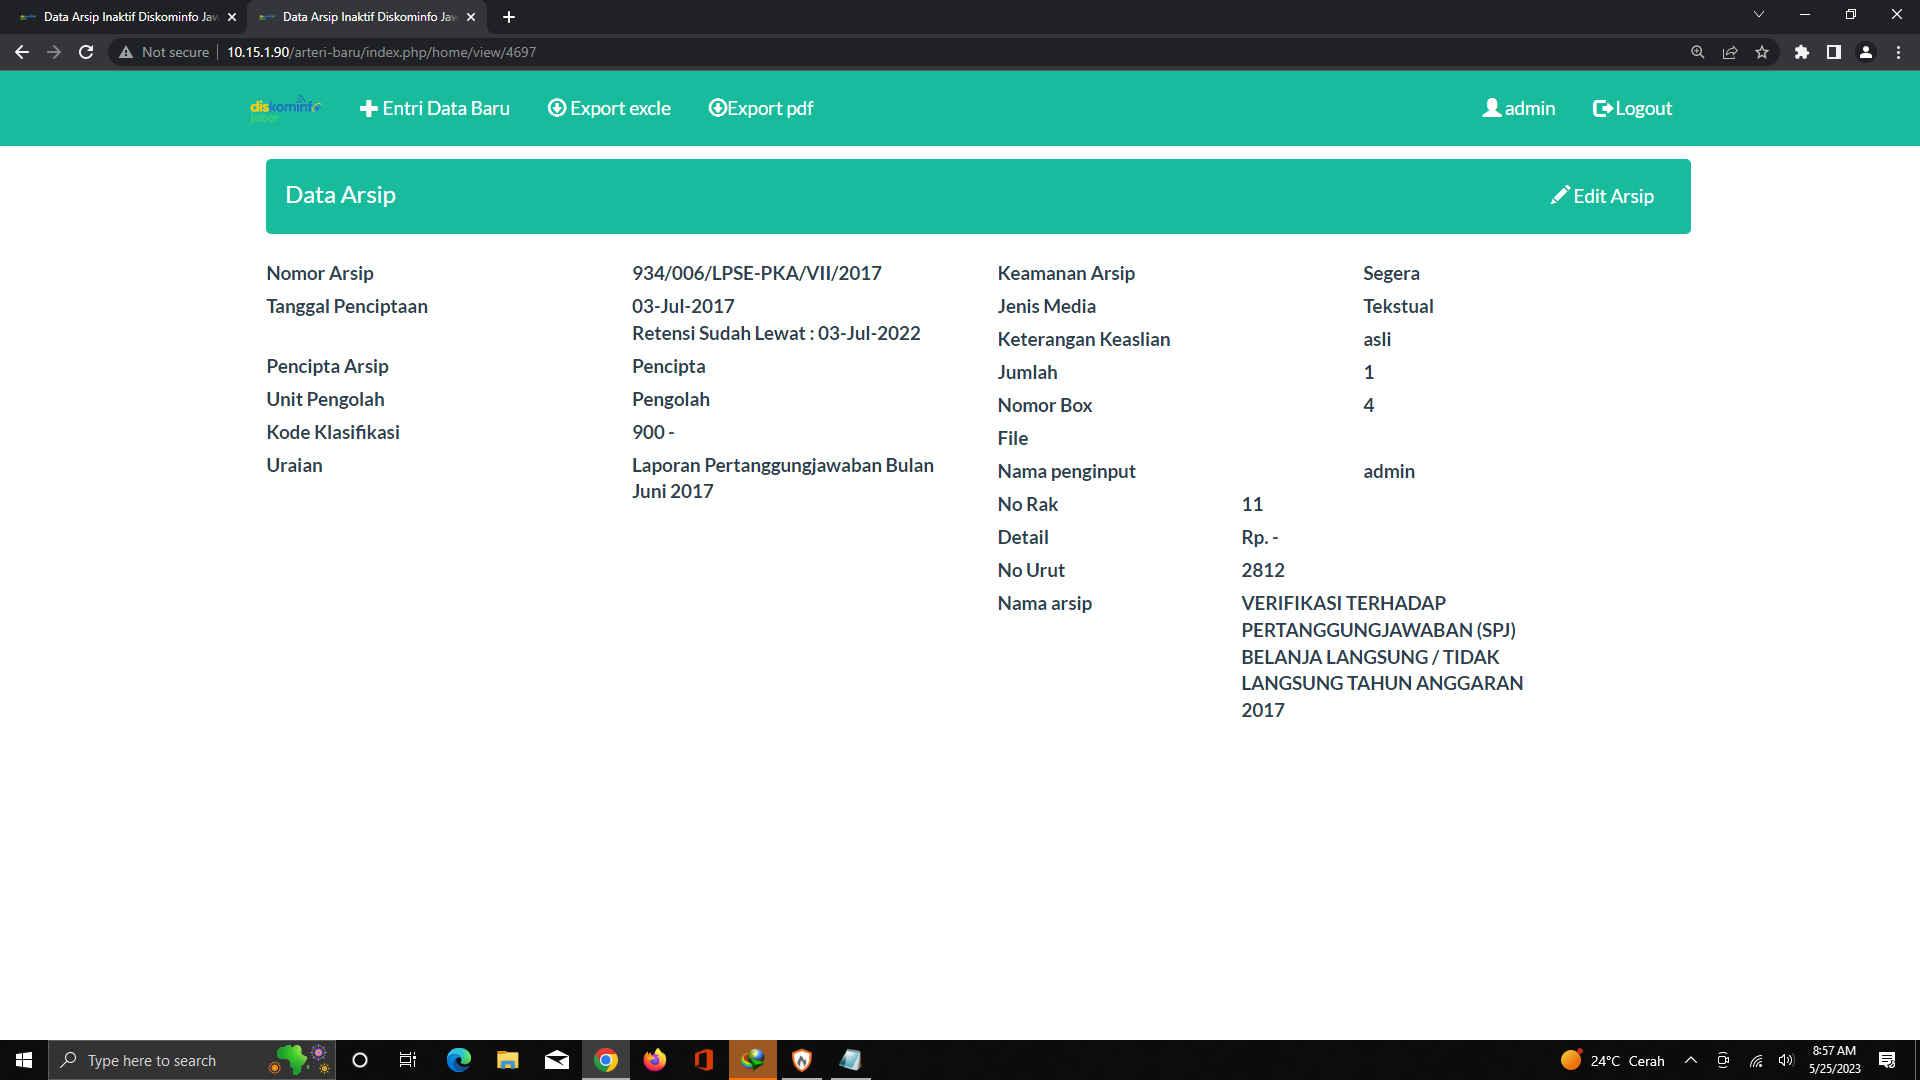 Data Arsip Inaktif Diskominfo Jaw
Data Arsip Inaktif Diskominfo Jaw
Not secure
10.15.1.90/arteri-baru/index.php/home/view/4697
diskominfo
jabar
Entri Data Baru
Export excle
Export pdf
admin
Logout
Data Arsip
Edit Arsip
Nomor Arsip
934/006/LPSE-PKA/VII/2017
Tanggal Penciptaan
03-Jul-2017
Retensi Sudah Lewat : 03-Jul-2022
Pencipta Arsip
Pencipta
Unit Pengolah
Pengolah
Kode Klasifikasi
900 -
Uraian
Laporan Pertanggungjawaban Bulan
Juni 2017
Keamanan Arsip
Segera
Jenis Media
Tekstual
Keterangan Keaslian
asli
Jumlah
1
Nomor Box
4
File
Nama penginput
admin
No Rak
11
Detail
Rp. -
No Urut
2812
Nama arsip
VERIFIKASI TERHADAP
PERTANGGUNGJAWABAN (SPJ)
BELANJA LANGSUNG / TIDAK
LANGSUNG TAHUN ANGGARAN
2017
Type here to search
24°C Cerah
8:57 AM
5/25/2023